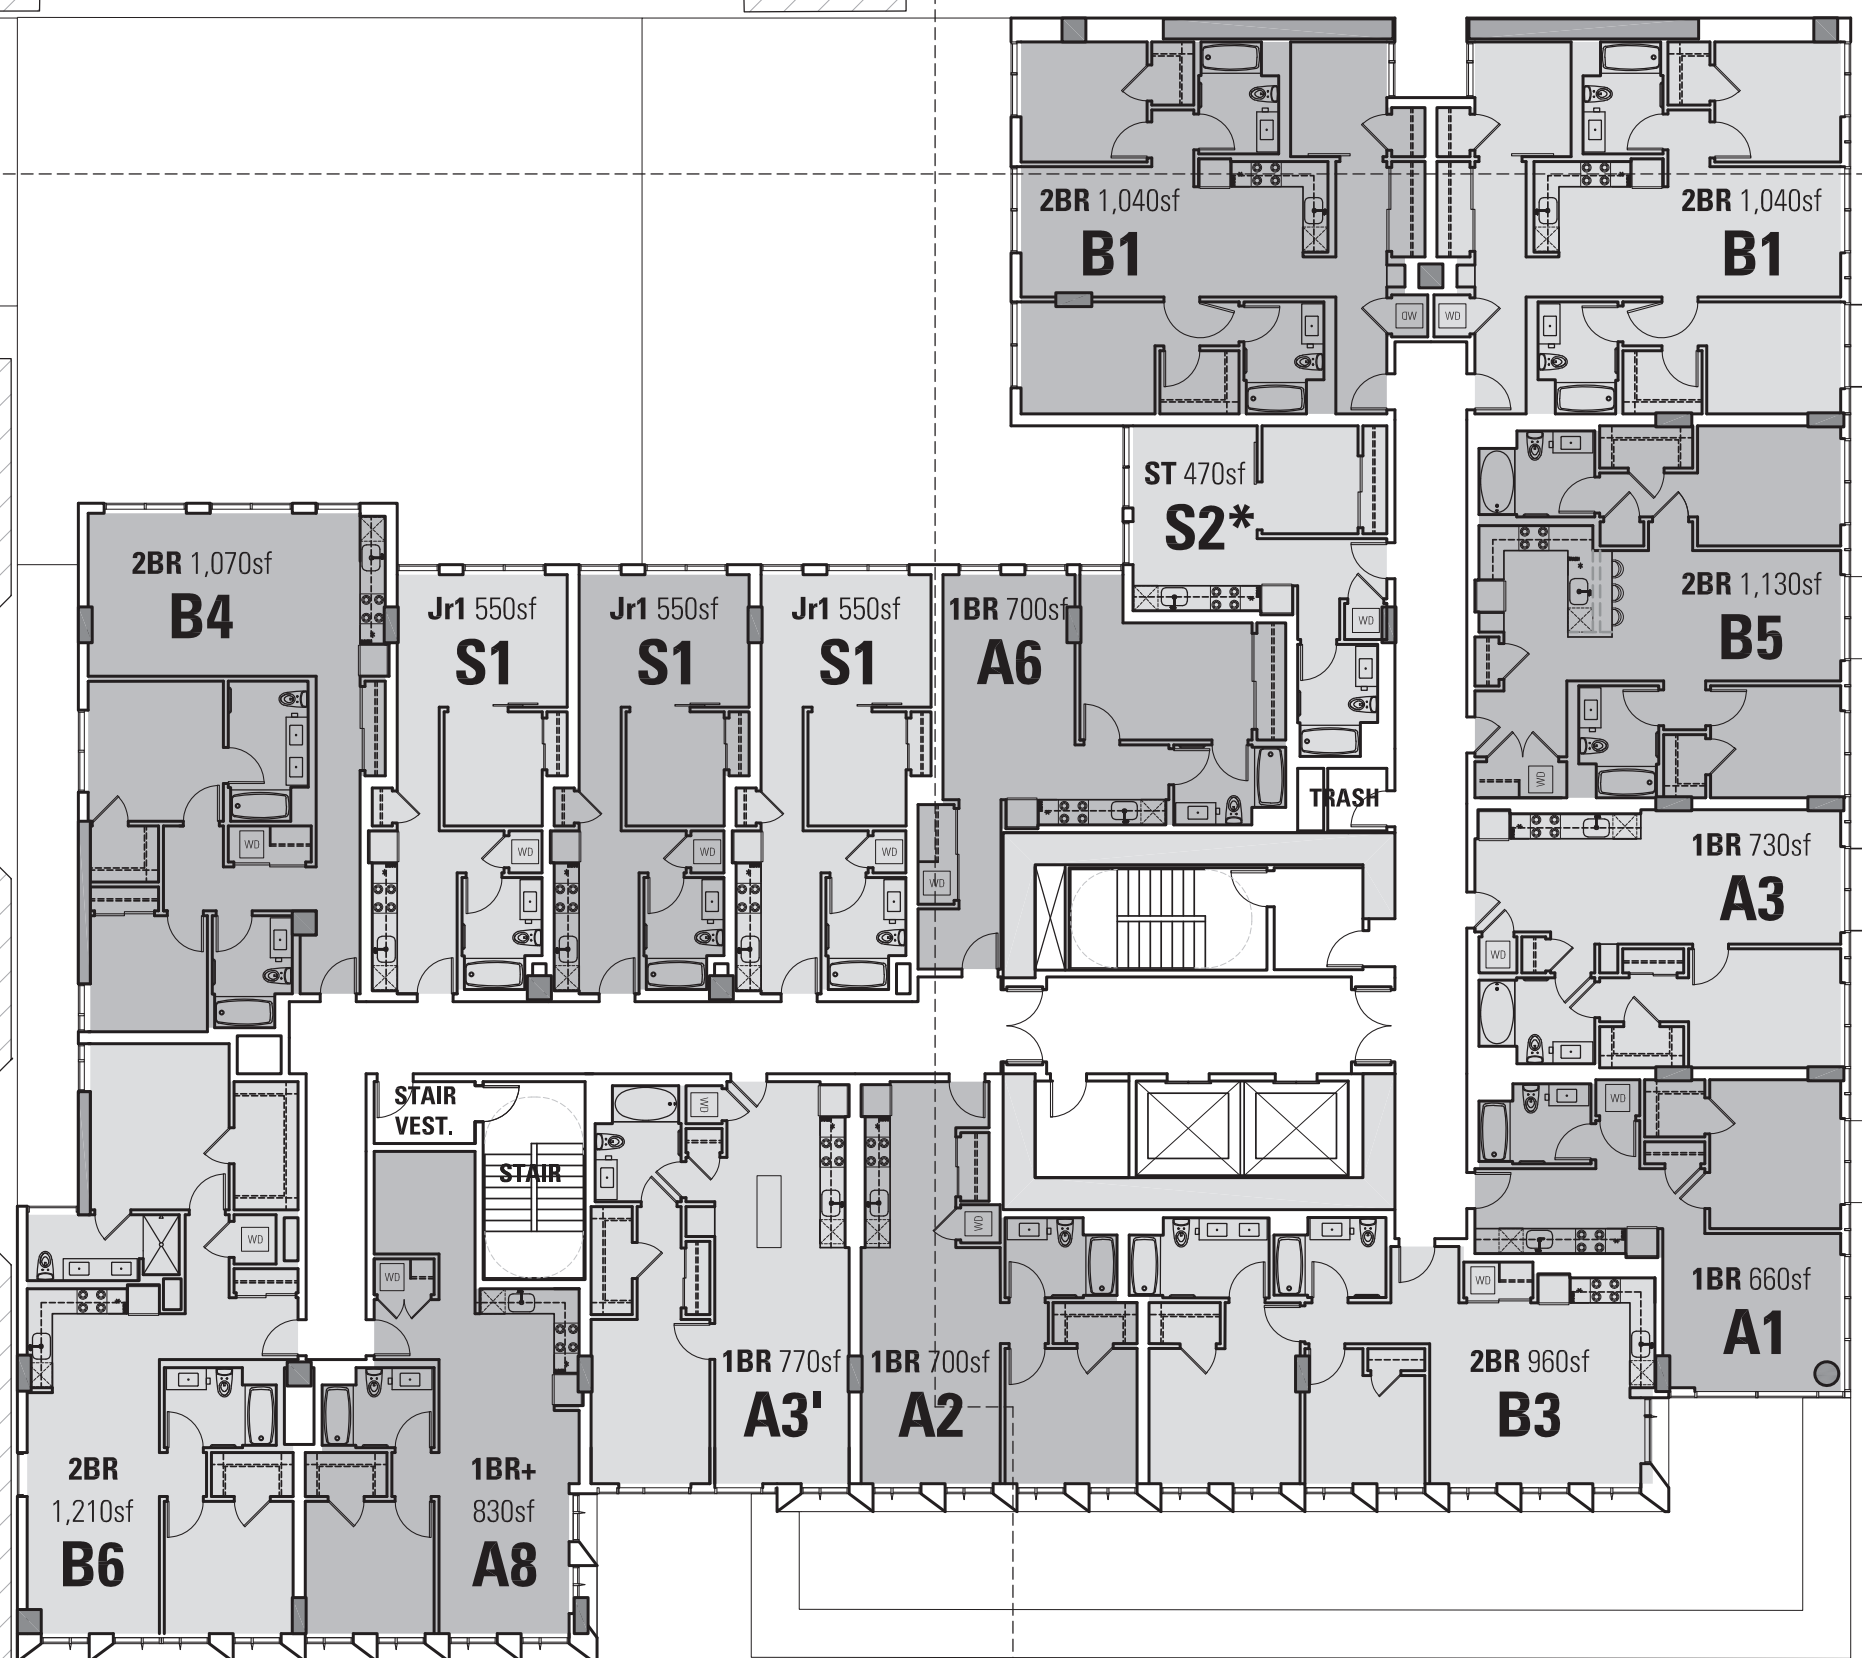 2BR 1,040sf
B1
2BR 1,040sf
B1
WD
WD
ST 470sf
S2*
WD
2BR 1,130sf
B5
WD
2BR 1,070sf
B4
WD
Jr1 550sf
S1
WD
Jr1 550sf
S1
WD
Jr1 550sf
S1
WD
1BR 700sf
A6
WD
TRASH
1BR 730sf
A3
WD
STAIR
VEST.
STAIR
WD
WD
1BR 660sf
A1
WD
WD
WD
WD
1BR 770sf
A3'
1BR 700sf
A2
2BR 960sf
B3
2BR
1,210sf
B6
1BR+
830sf
A8